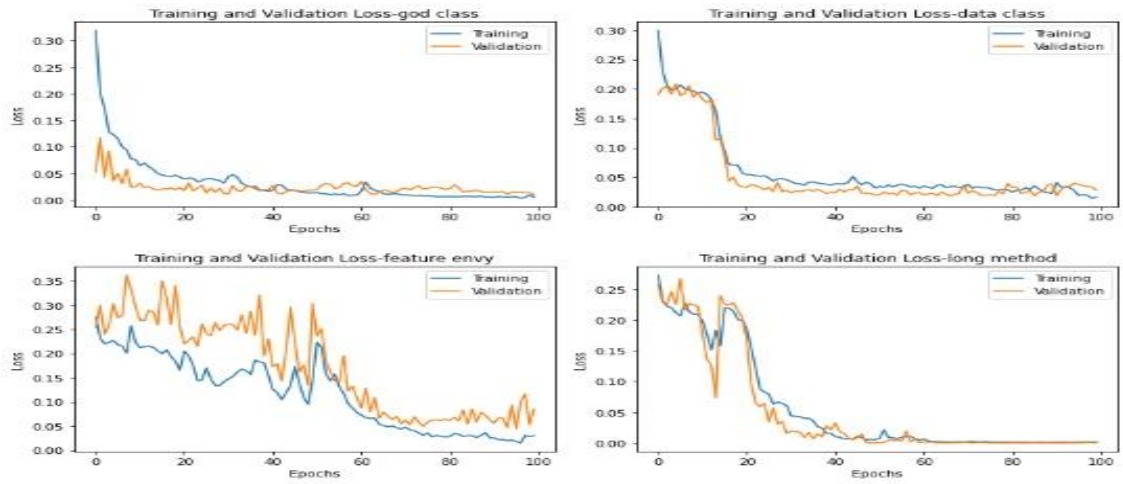 Training and Validation Loss-god class
Training
Validation
0.30
0.25
0.20
0.15
0.10
0.05
0.00
Loss
0 20 40 60 80 100
Epochs
Training and Validation Loss-data class
Training
Validation
0.30
0.25
0.20
0.15
0.10
0.05
0.00
Loss
0 20 40 60 80 100
Epochs
Training and Validation Loss-feature envy
Training
Validation
0.35
0.30
0.25
0.20
0.15
0.10
0.05
0.00
Loss
0 20 40 60 80 100
Epochs
Training and Validation Loss-long method
Training
Validation
0.25
0.20
0.15
0.10
0.05
0.00
Loss
0 20 40 60 80 100
Epochs